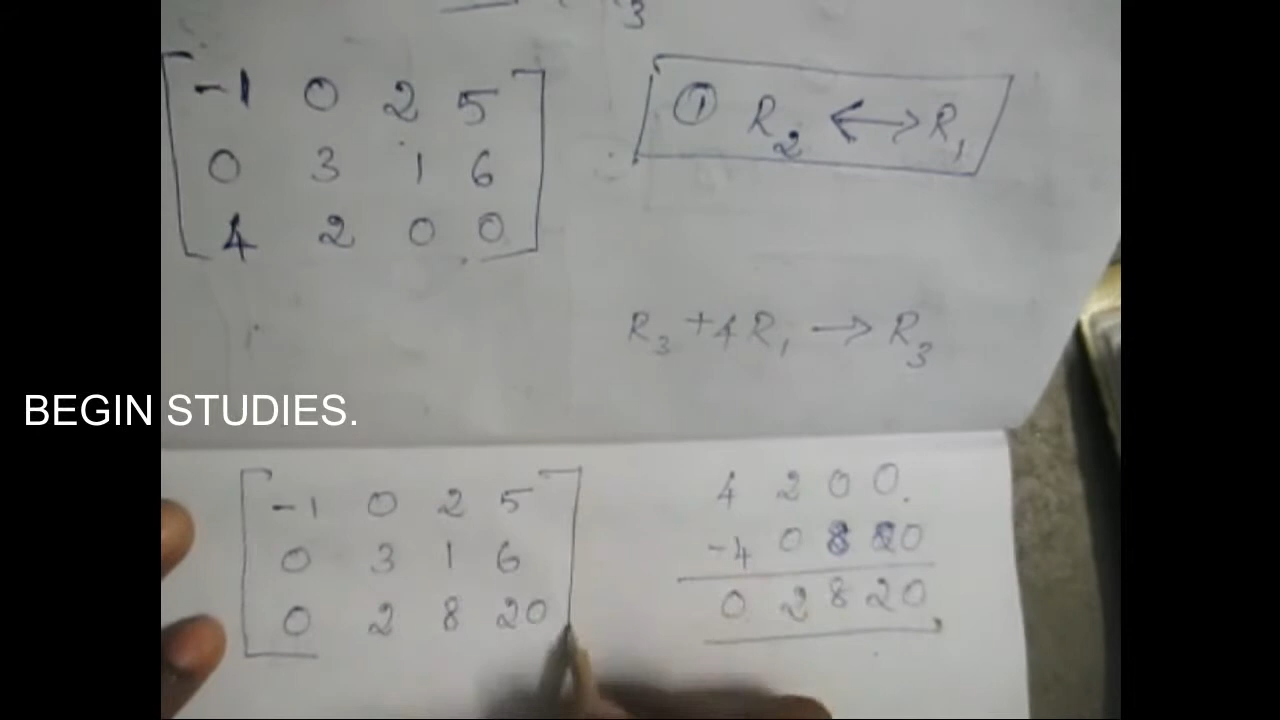 3
-1 0 2 5
① R₂ ⟷ R₁
0 3 1 6
4 2 0 0
R₃ + 4R₁ → R₃
BEGIN STUDIES.
-1 0 2 5
0 3 1 6
0 2 8 20
4 2 0 0.
-4 0 8 20
0 2 8 20